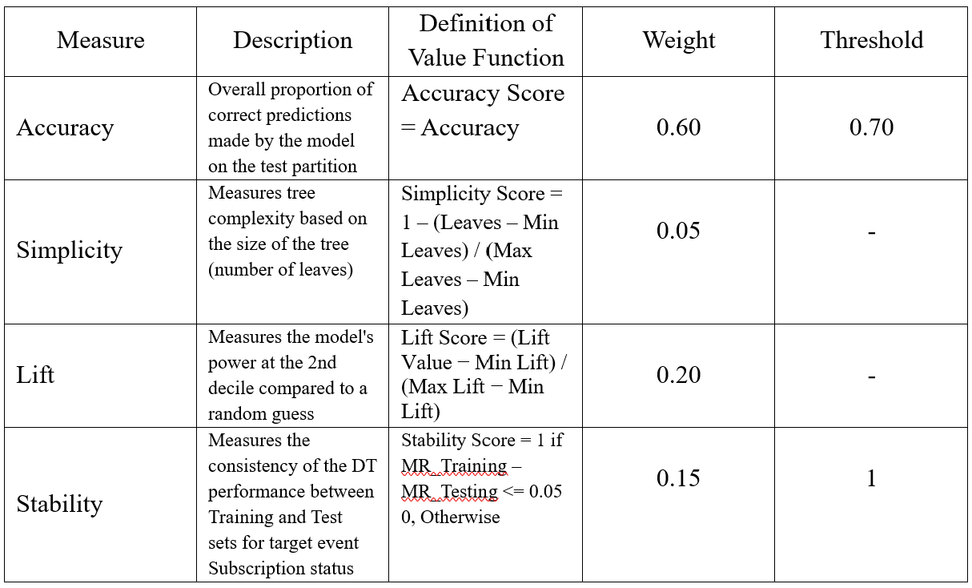 Measure
Description
Definition of
Value Function
Weight
Threshold
Accuracy
Overall proportion of
correct predictions
made by the model
on the test partition
Accuracy Score
= Accuracy
0.60
0.70
Simplicity
Measures tree
complexity based on
the size of the tree
(number of leaves)
Simplicity Score =
1 – (Leaves – Min
Leaves) / (Max
Leaves – Min
Leaves)
0.05
-
Lift
Measures the model's
power at the 2nd
decile compared to a
random guess
Lift Score = (Lift
Value − Min Lift) /
(Max Lift − Min
Lift)
0.20
-
Stability
Measures the
consistency of the DT
performance between
Training and Test
sets for target event
Subscription status
Stability Score = 1 if
MR_Training –
MR_Testing <= 0.05
0, Otherwise
0.15
1